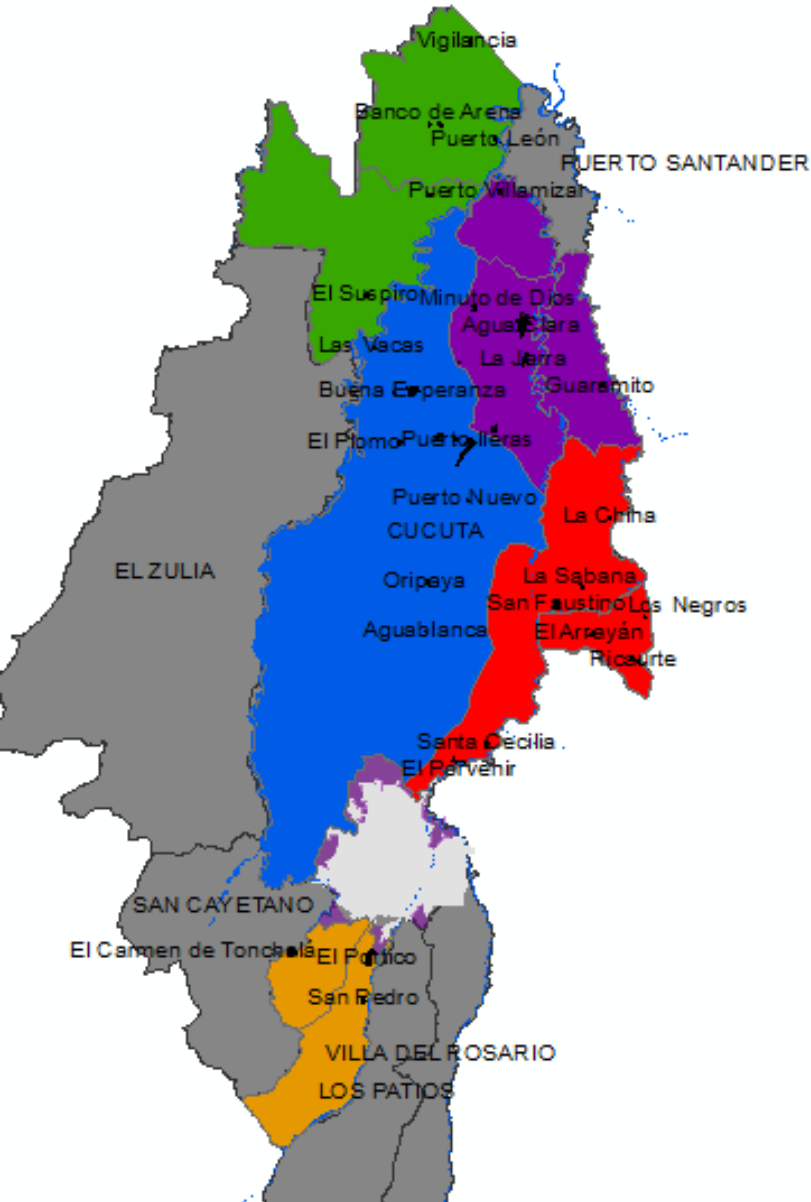 Vigilancia
Banco de Arena
Puerto León
PUERTO SANTANDER
Puerto Villamizar
El Suspiro
Minuto de Dios
Agua Clara
Las Vacas
La Jarra
Guaramito
Buena Esperanza
El Plomo
Puerto lleras
Puerto Nuevo
La China
CUCUTA
EL ZULIA
Oripaya
La Sabana
San Faustino
Los Negros
Aguablanca
El Arrayán
Ricaurte
Santa Cecilia
El Porvenir
SAN CAYETANO
El Carmen de Tonchalá
El Portico
San Pedro
VILLA DEL ROSARIO
LOS PATIOS